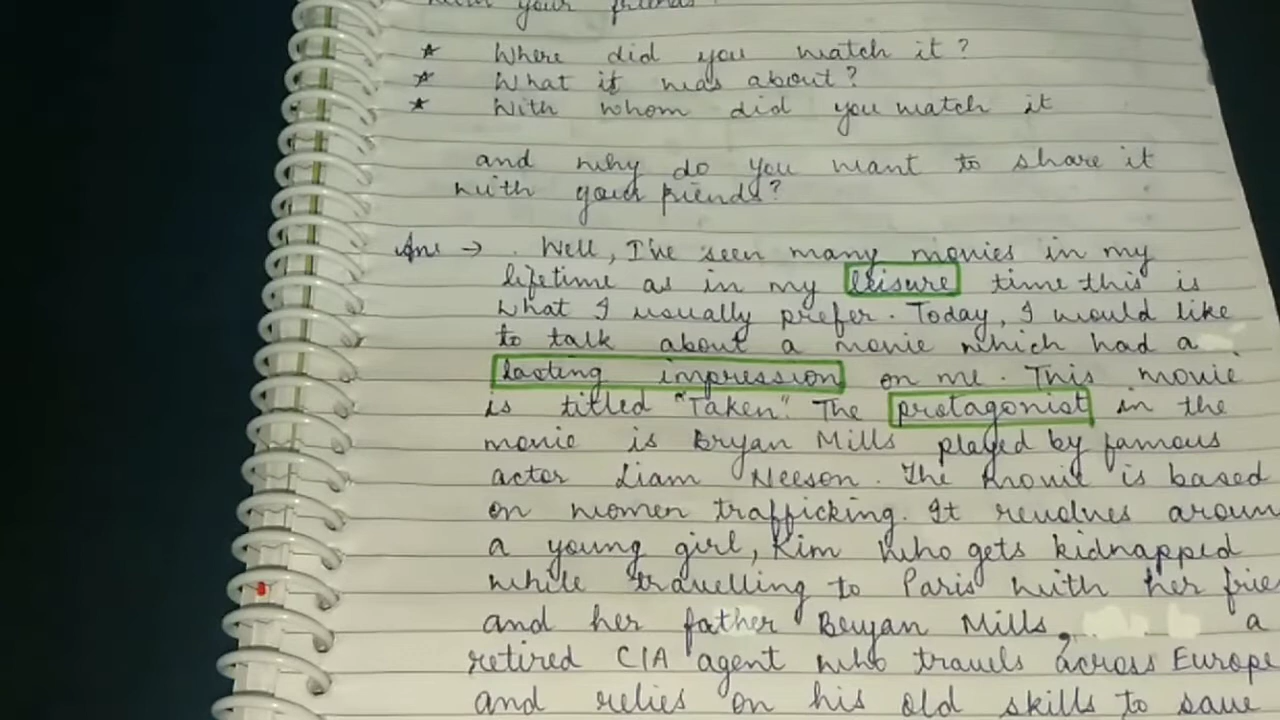 with your friends.
★ Where did you watch it?
★ What it was about?
★ With whom did you watch it
and why do you want to share it
with your friends?
Ans → . Well, I've seen many movies in my
lifetime as in my leisure time this is
what I usually prefer. Today, I would like
to talk about a movie which had a
lasting impression on me. This movie
is titled "Taken". The protagonist in the
movie is Bryan Mills played by famous
actor Liam Neeson. The movie is based
on women trafficking. It revolves aroun
a young girl, Kim who gets kidnapped
while travelling to Paris with her frie
and her father Bryan Mills, a
retired CIA agent who travels across Europe
and relies on his old skills to save